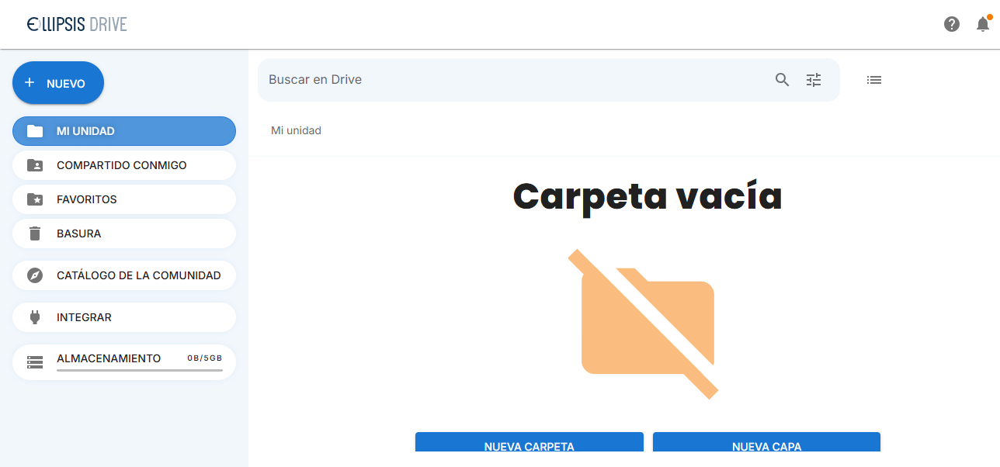 ELLIPSIS DRIVE
+ NUEVO
MI UNIDAD
COMPARTIDO CONMIGO
FAVORITOS
BASURA
CATÁLOGO DE LA COMUNIDAD
INTEGRAR
ALMACENAMIENTO 0B/5GB
Buscar en Drive
Mi unidad
Carpeta vacía
NUEVA CARPETA
NUEVA CAPA